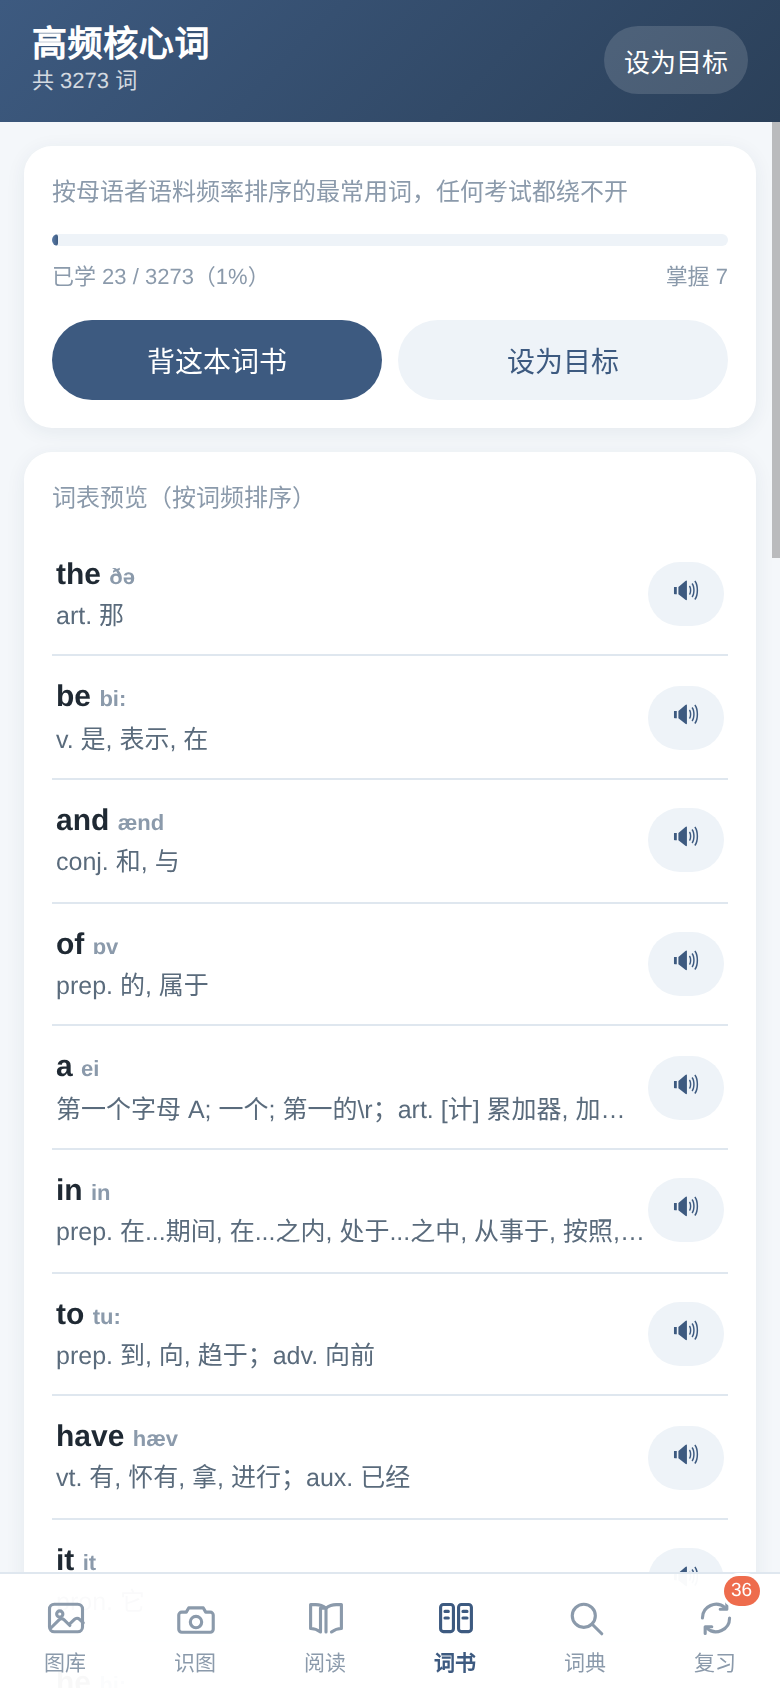 高频核心词
共 3273 词
设为目标
按母语者语料频率排序的最常用词，任何考试都绕不开
已学 23 / 3273（1%）
掌握 7
背这本词书
设为目标
词表预览（按词频排序）
the ðə
art. 那
be bi:
v. 是, 表示, 在
and ænd
conj. 和, 与
of ɒv
prep. 的, 属于
a ei
第一个字母 A; 一个; 第一的\r；art. [计] 累加器, 加…
in in
prep. 在...期间, 在...之内, 处于...之中, 从事于, 按照,…
to tu:
prep. 到, 向, 趋于；adv. 向前
have hæv
vt. 有, 怀有, 拿, 进行；aux. 已经
it it
36
图库
识图
阅读
词书
词典
复习